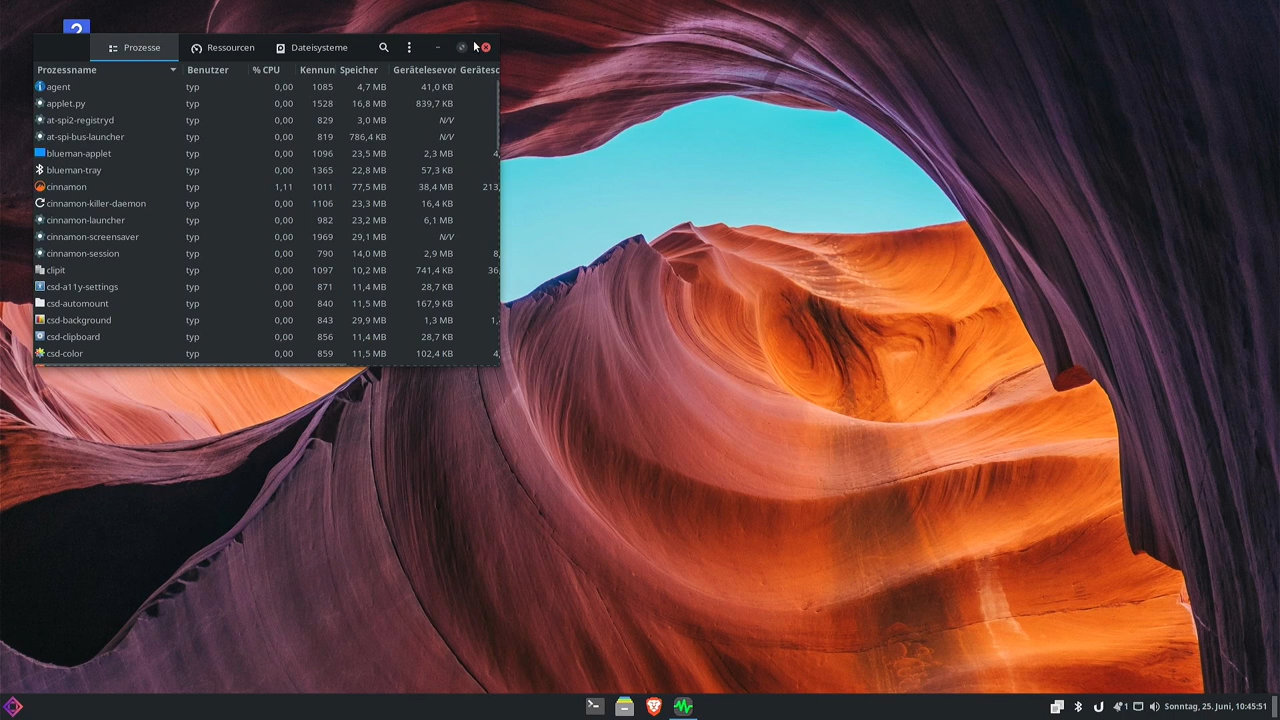 ?
Prozesse Ressourcen Dateisysteme
Prozessname Benutzer % CPU Kennun Speicher Gerätelesevor Gerätesc
agent typ 0,00 1085 4,7 MB 41,0 KB
applet.py typ 0,00 1528 16,8 MB 839,7 KB
at-spi2-registryd typ 0,00 829 3,0 MB N/V
at-spi-bus-launcher typ 0,00 819 786,4 KB N/V
blueman-applet typ 0,00 1096 23,5 MB 2,3 MB 4,
blueman-tray typ 0,00 1365 22,8 MB 57,3 KB
cinnamon typ 1,11 1011 77,5 MB 38,4 MB 213,
cinnamon-killer-daemon typ 0,00 1106 23,3 MB 16,4 KB
cinnamon-launcher typ 0,00 982 23,2 MB 6,1 MB
cinnamon-screensaver typ 0,00 1969 29,1 MB N/V
cinnamon-session typ 0,00 790 14,0 MB 2,9 MB 8,
clipit typ 0,00 1097 10,2 MB 741,4 KB 36,
csd-a11y-settings typ 0,00 871 11,4 MB 28,7 KB
csd-automount typ 0,00 840 11,5 MB 167,9 KB
csd-background typ 0,00 843 29,9 MB 1,3 MB 1,
csd-clipboard typ 0,00 856 11,4 MB 28,7 KB
csd-color typ 0,00 859 11,5 MB 102,4 KB 4,
1 Sonntag, 25. Juni, 10:45:51